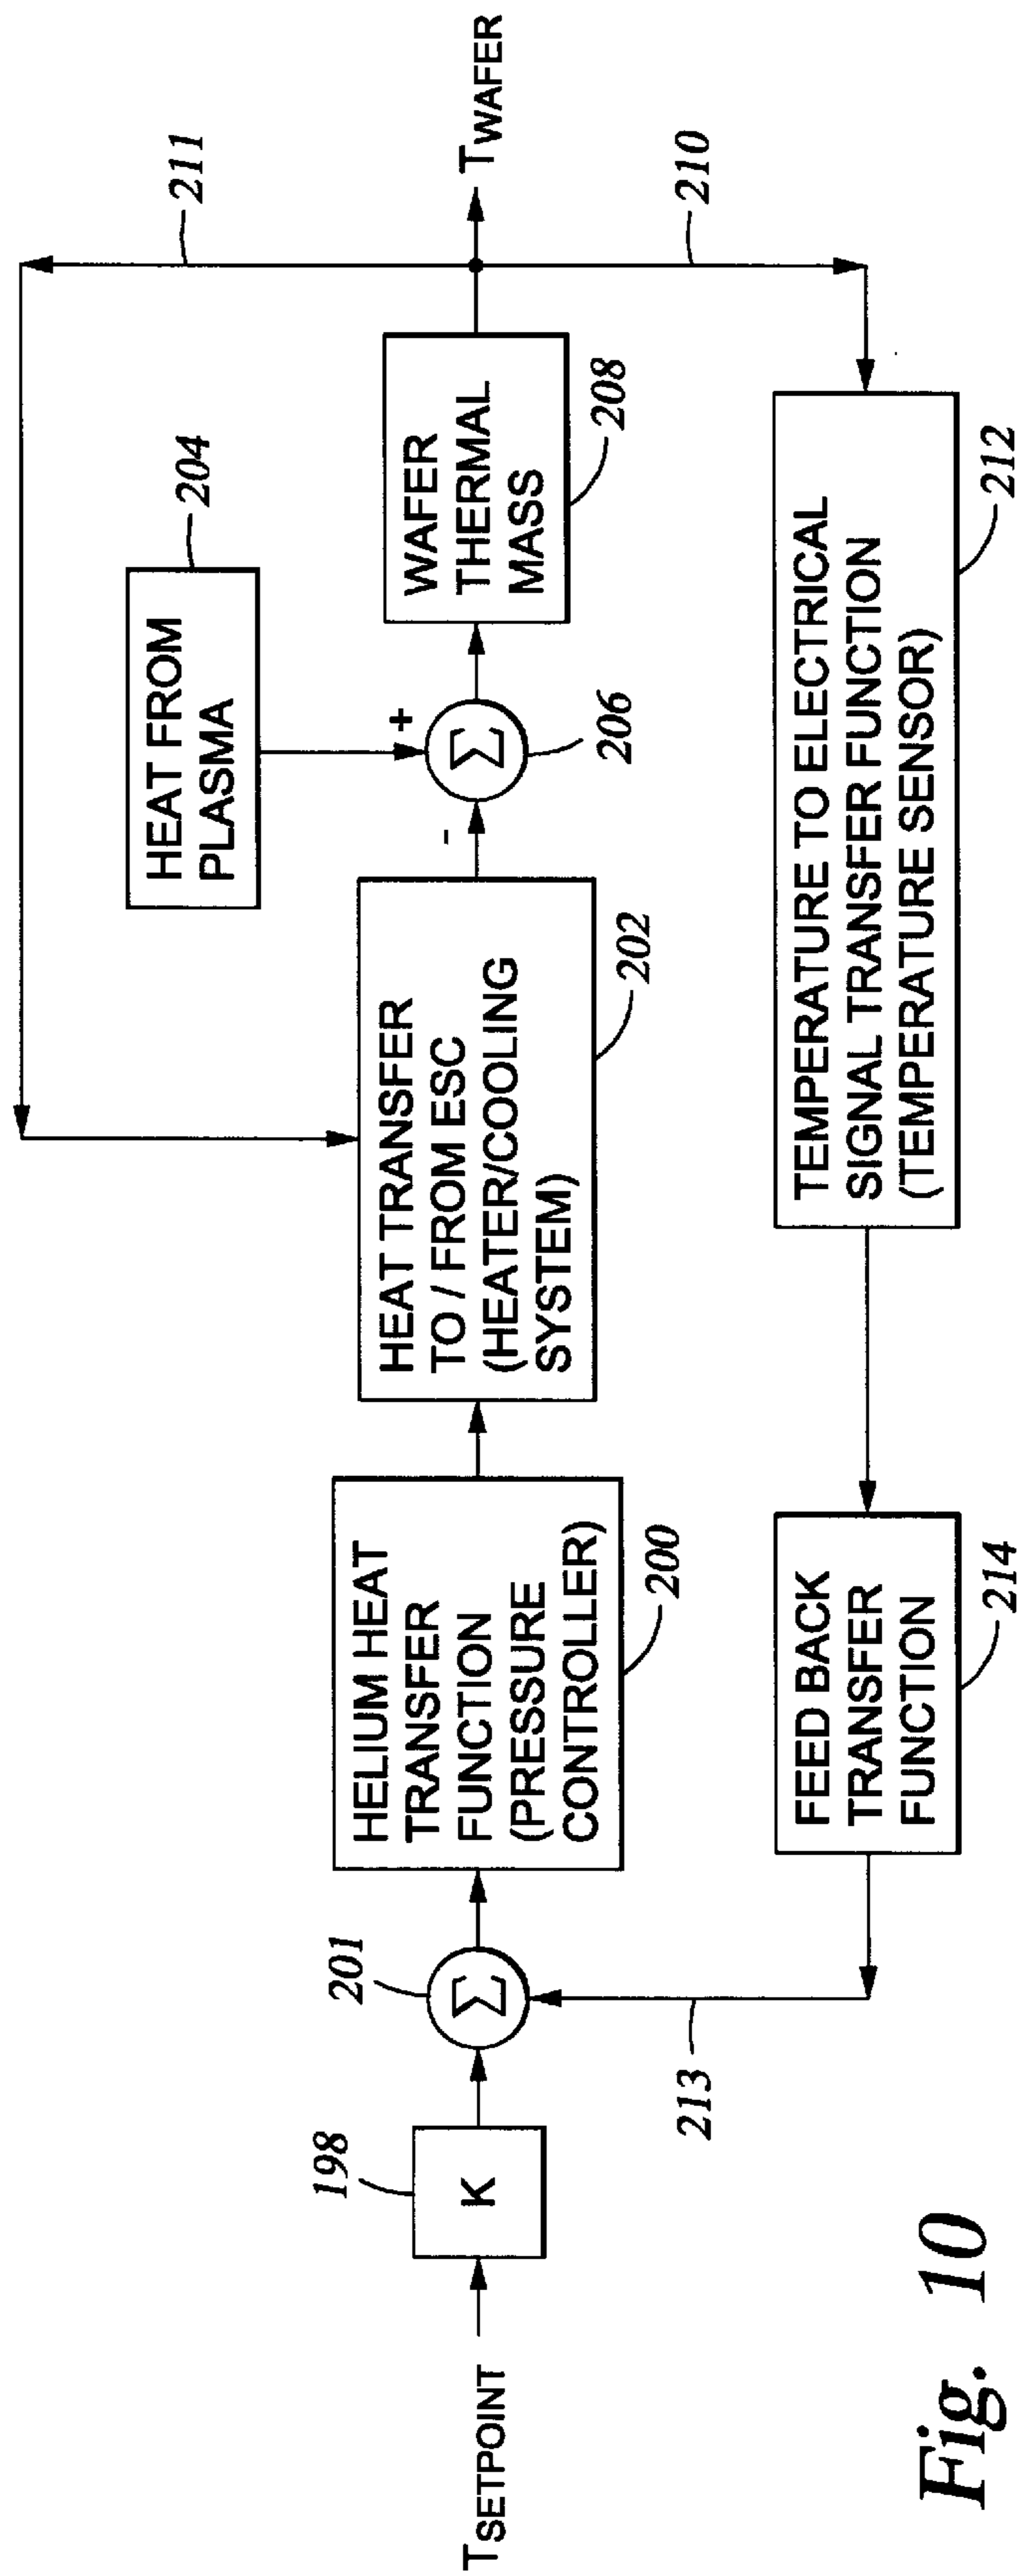 211
204
HEAT FROM
PLASMA
+
Σ
206
-
WAFER
THERMAL
MASS
208
TWAFER
210
HEAT TRANSFER
TO / FROM ESC
(HEATER/COOLING
SYSTEM)
202
HELIUM HEAT
TRANSFER
FUNCTION
(PRESSURE
CONTROLLER)
200
201
Σ
198
K
TSETPOINT
213
TEMPERATURE TO ELECTRICAL
SIGNAL TRANSFER FUNCTION
(TEMPERATURE SENSOR)
212
FEED BACK
TRANSFER
FUNCTION
214
Fig. 10